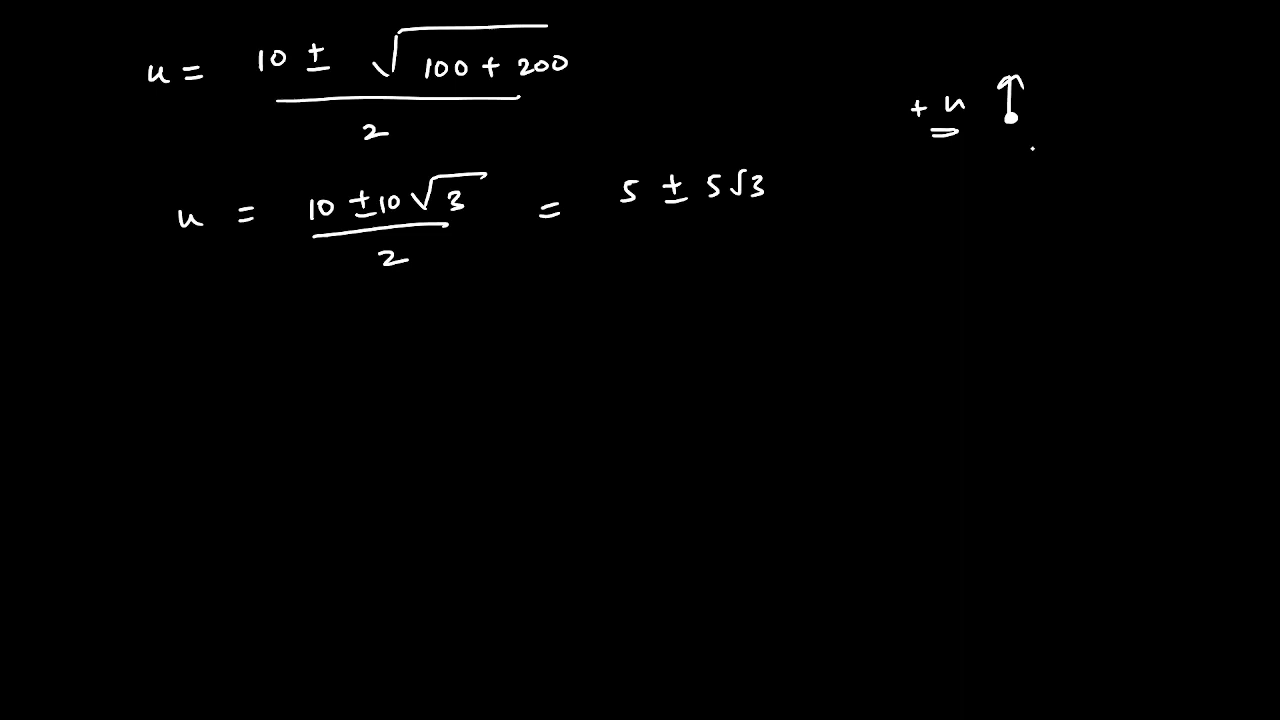 u = 10 ± √100 + 200 / 2
+ u
u = 10 ± 10√3 / 2 = 5 ± 5√3